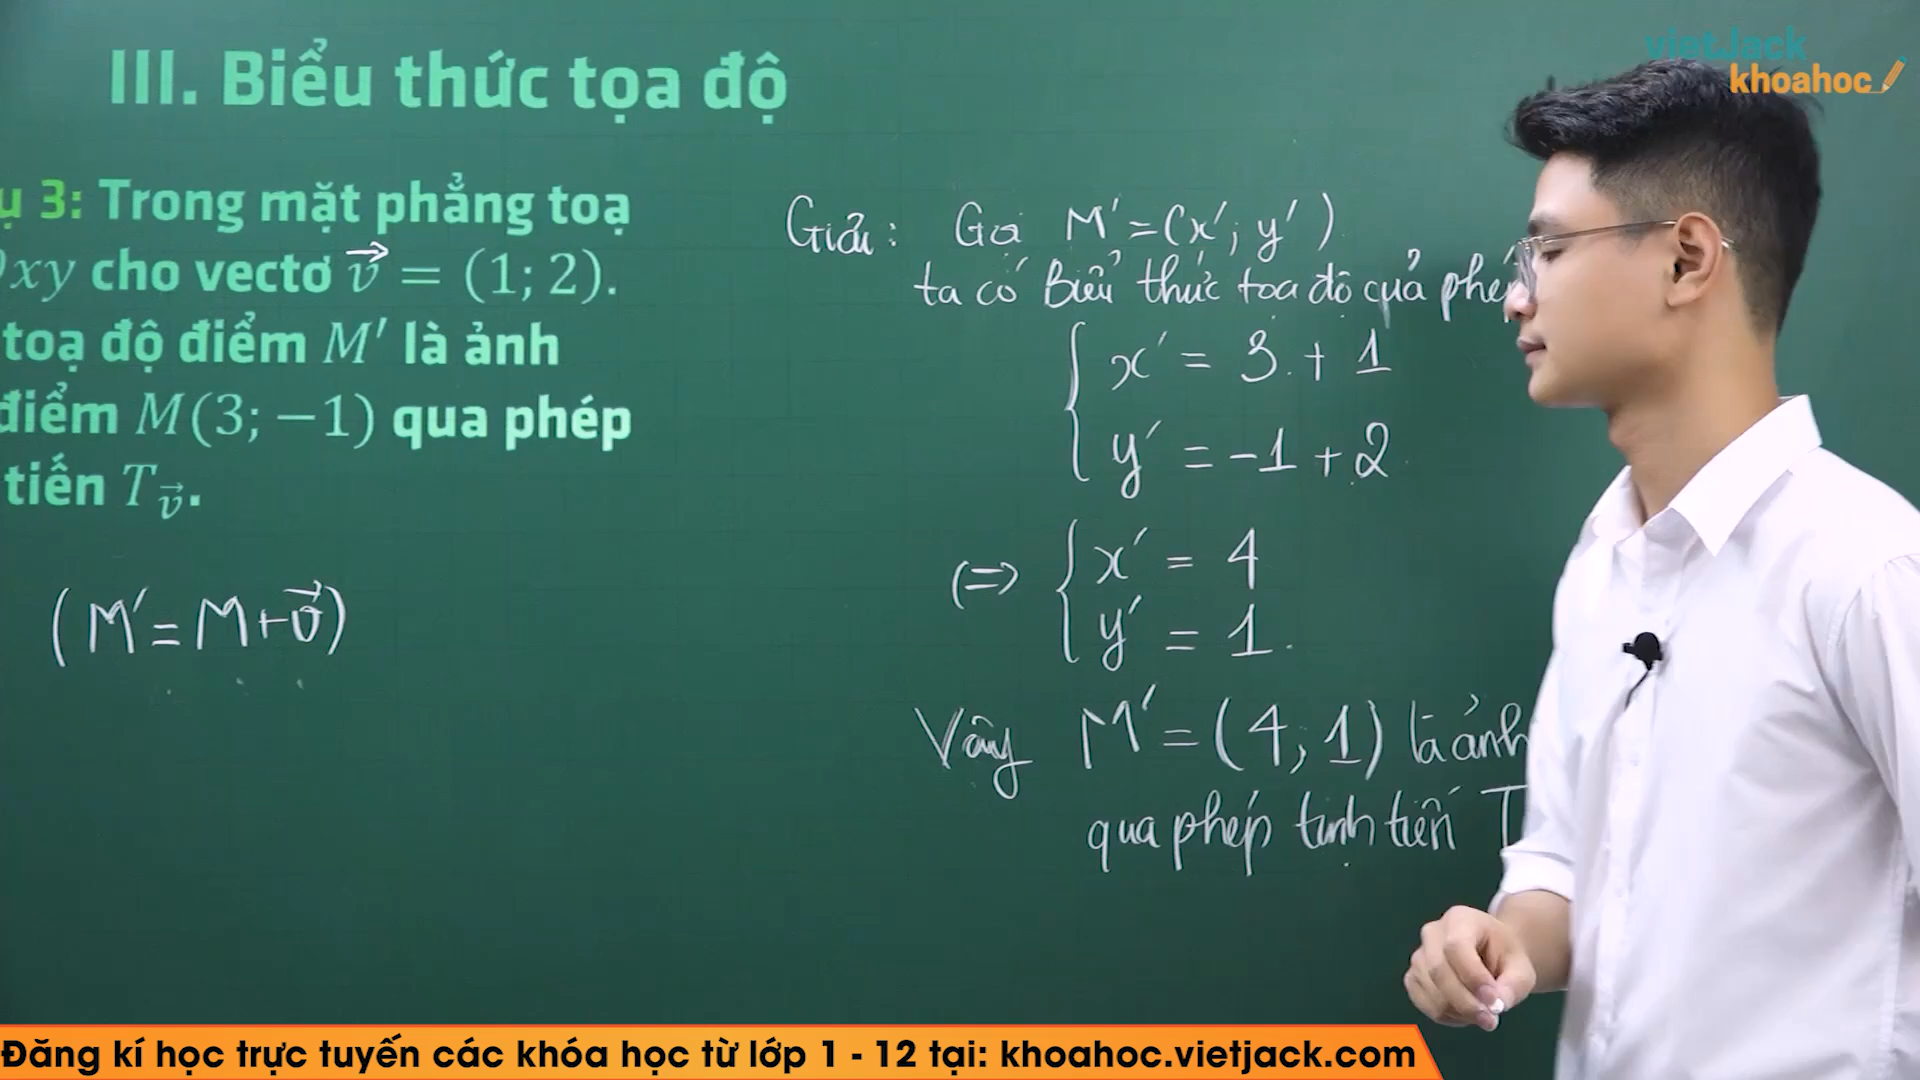 III. Biểu thức tọa độ
vietJack
khoahoc
ụ 3: Trong mặt phẳng toạ
Oxy cho vectơ v⃗ = (1; 2).
toạ độ điểm M′ là ảnh
điểm M(3; −1) qua phép
tiến T_v⃗.
(M′ = M + v⃗)
Giải: Gọi M′ = (x′; y′)
ta có Biểu thức tọa độ qua phép
{ x′ = 3 + 1
y′ = -1 + 2
(=> { x′ = 4
y′ = 1.
Vậy M′ = (4; 1) là ảnh
qua phép tịnh tiến T
Đăng kí học trực tuyến các khóa học từ lớp 1 - 12 tại: khoahoc.vietjack.com